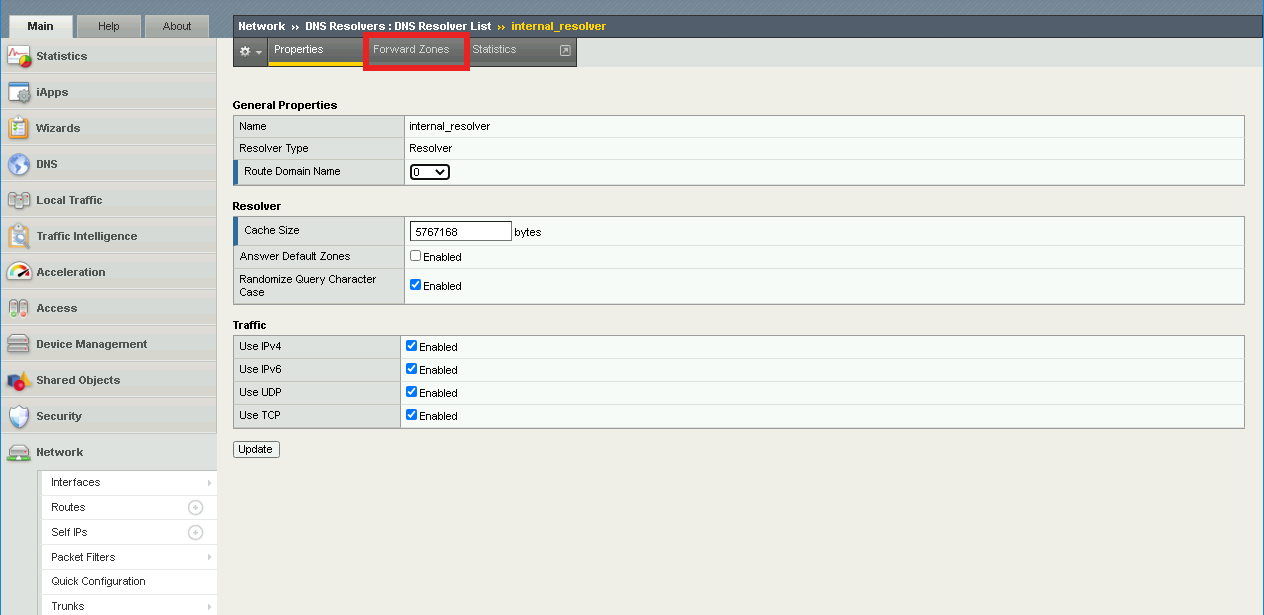 Main Help About
Network ›› DNS Resolvers : DNS Resolver List ›› internal_resolver
Properties Forward Zones Statistics
Statistics
iApps
Wizards
DNS
Local Traffic
Traffic Intelligence
Acceleration
Access
Device Management
Shared Objects
Security
Network
Interfaces
Routes
Self IPs
Packet Filters
Quick Configuration
Trunks
General Properties
Name internal_resolver
Resolver Type Resolver
Route Domain Name 0
Resolver
Cache Size 5767168 bytes
Answer Default Zones Enabled
Randomize Query Character
Case Enabled
Traffic
Use IPv4 Enabled
Use IPv6 Enabled
Use UDP Enabled
Use TCP Enabled
Update